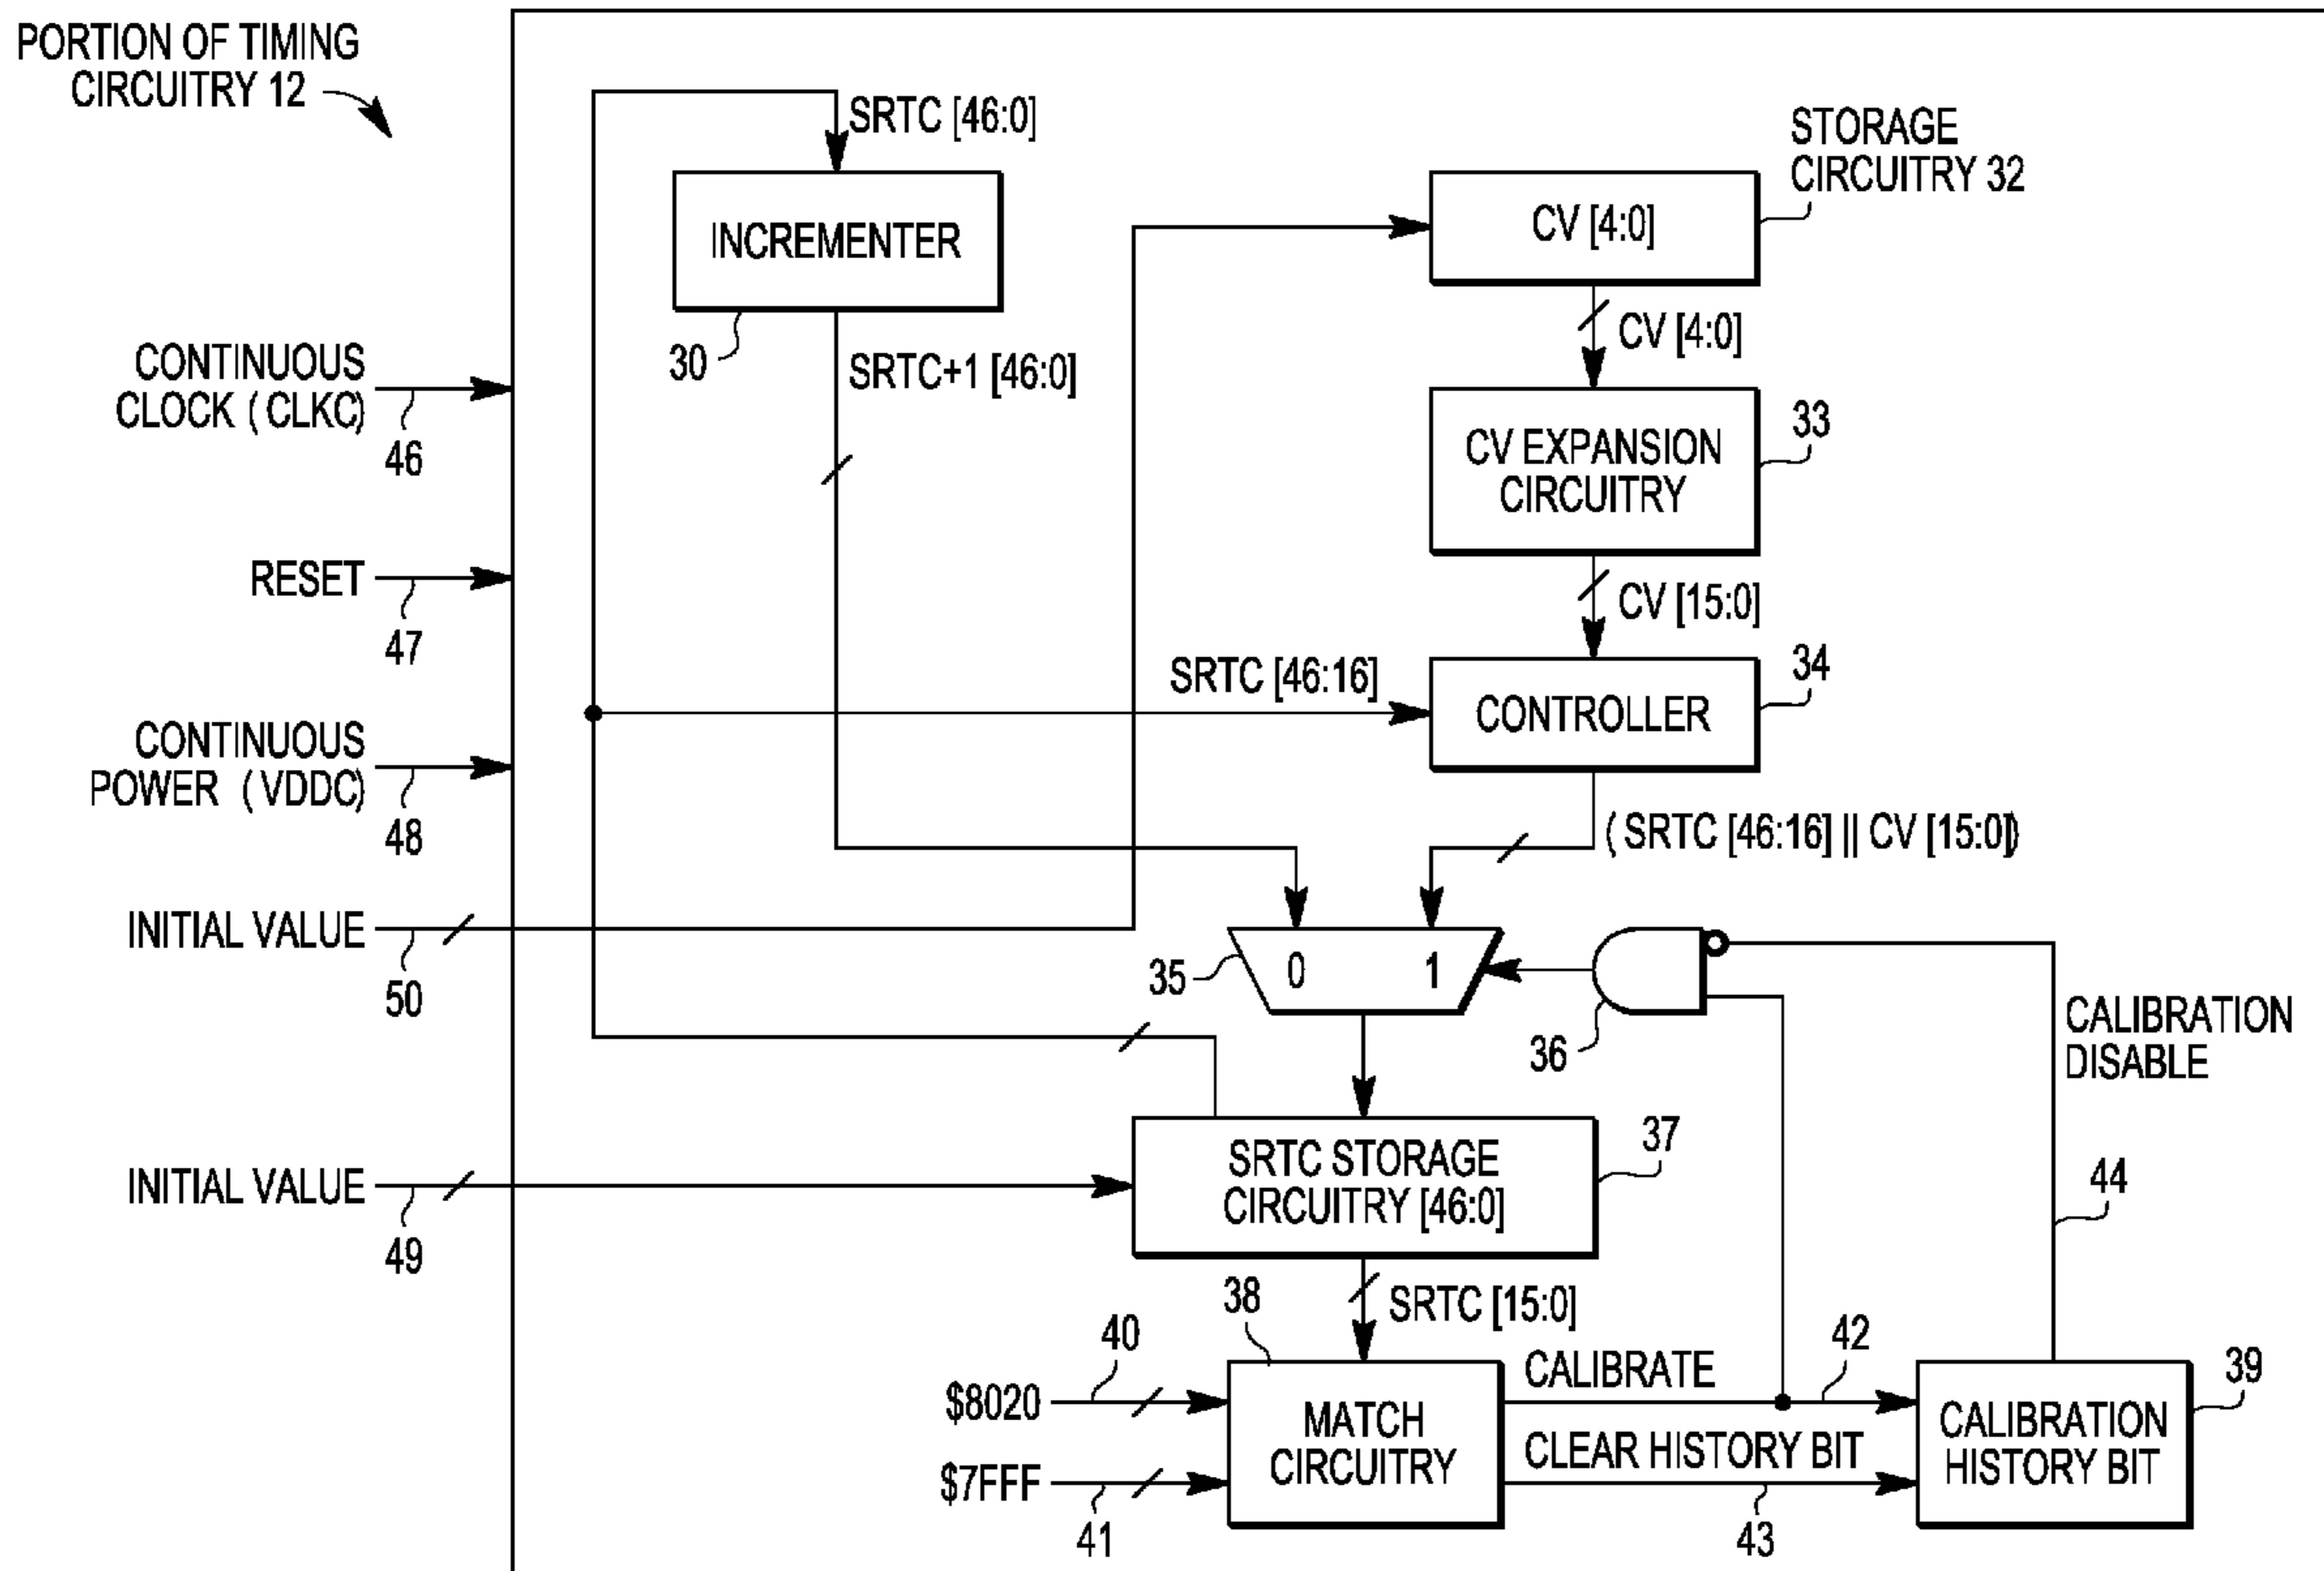 PORTION OF TIMING
CIRCUITRY 12
SRTC [46:0]
STORAGE
CIRCUITRY 32
INCREMENTER
CV [4:0]
30
SRTC+1 [46:0]
CV [4:0]
CONTINUOUS
CLOCK ( CLKC)
46
CV EXPANSION
CIRCUITRY
33
RESET
47
CV [15:0]
SRTC [46:16]
CONTROLLER
34
CONTINUOUS
POWER ( VDDC)
48
( SRTC [46:16] || CV [15:0])
INITIAL VALUE
50
35
0
1
36
CALIBRATION
DISABLE
INITIAL VALUE
49
SRTC STORAGE
CIRCUITRY [46:0]
37
44
38
SRTC [15:0]
40
$8020
CALIBRATE
42
39
MATCH
CIRCUITRY
CLEAR HISTORY BIT
CALIBRATION
HISTORY BIT
$7FFF
41
43